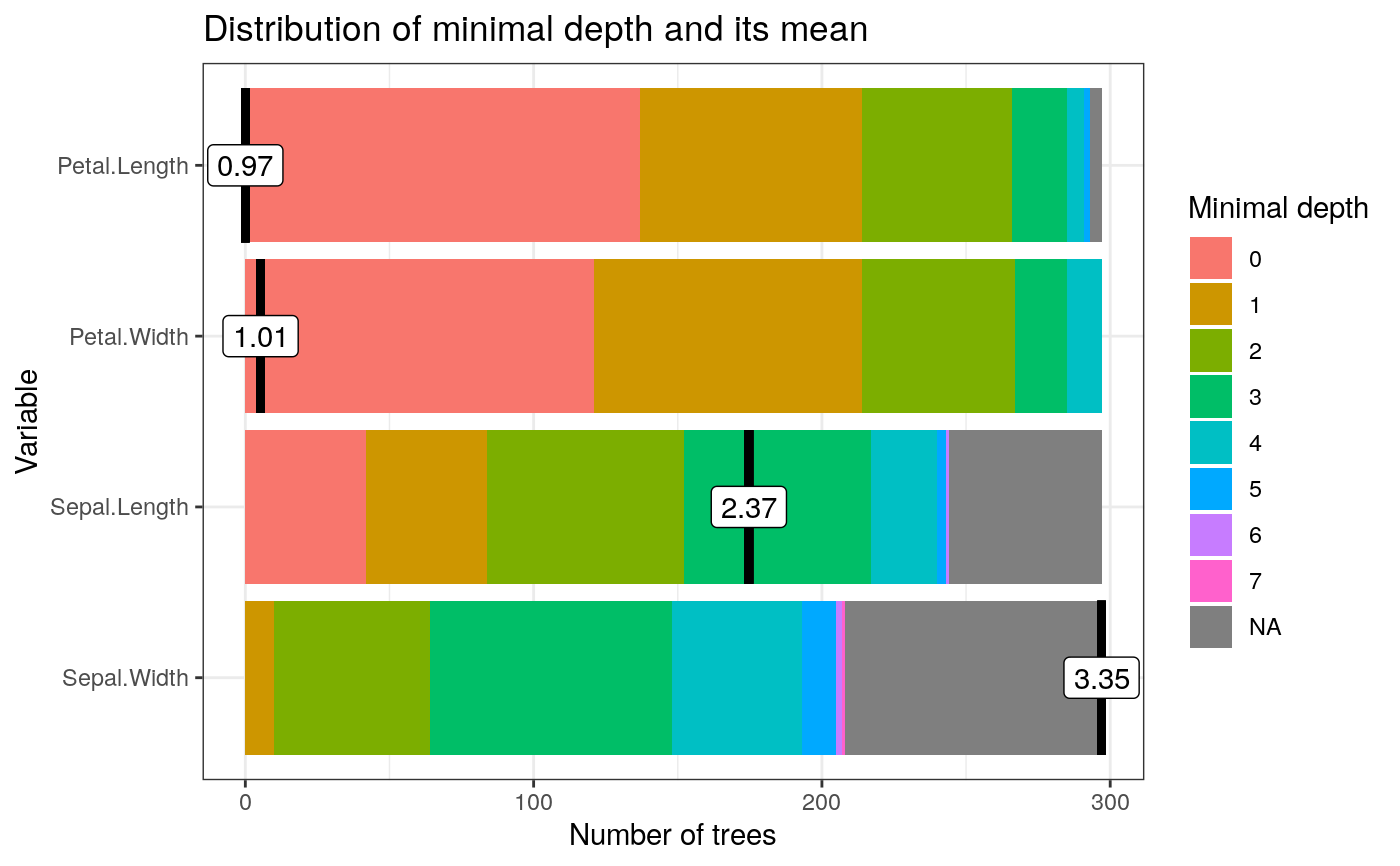 Distribution of minimal depth and its mean
Variable
Petal.Length
Petal.Width
Sepal.Length
Sepal.Width
0.97
1.01
2.37
3.35
0 100 200 300
Number of trees
Minimal depth
0
1
2
3
4
5
6
7
NA